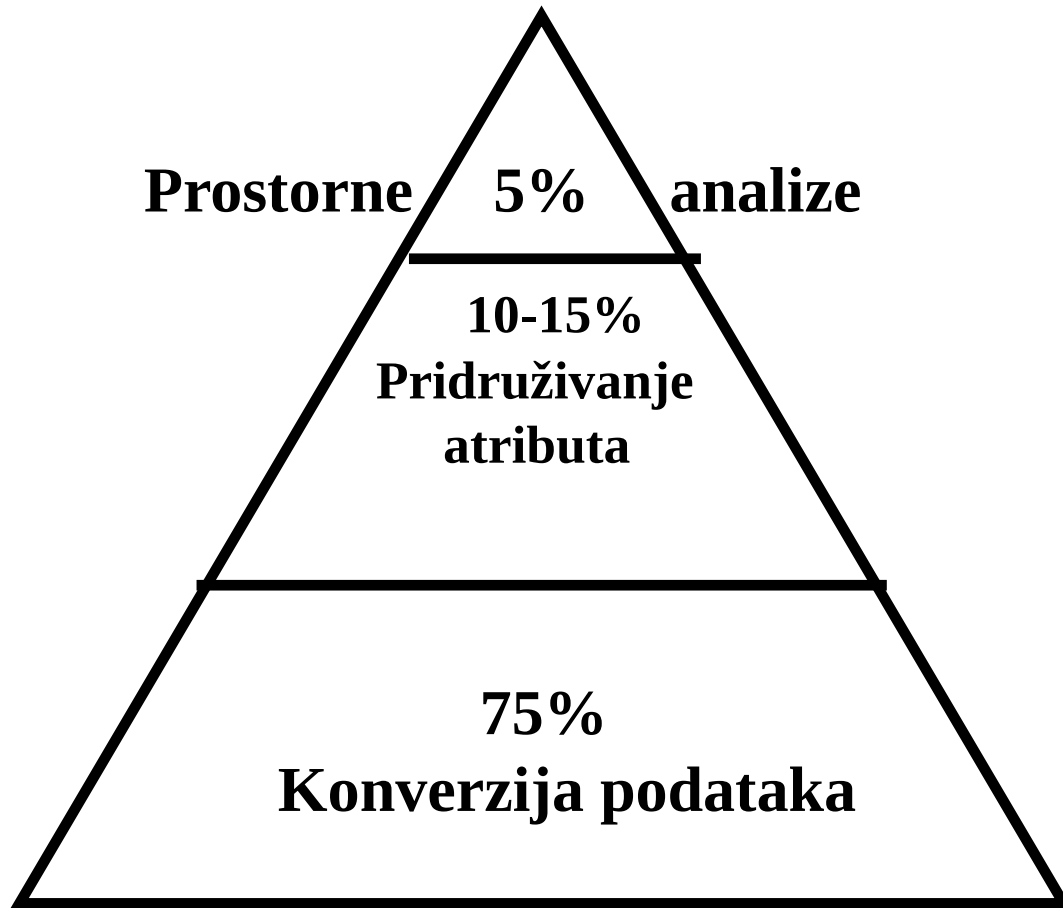 Prostorne 5% analize
10-15%
Pridruživanje
atributa
75%
Konverzija podataka